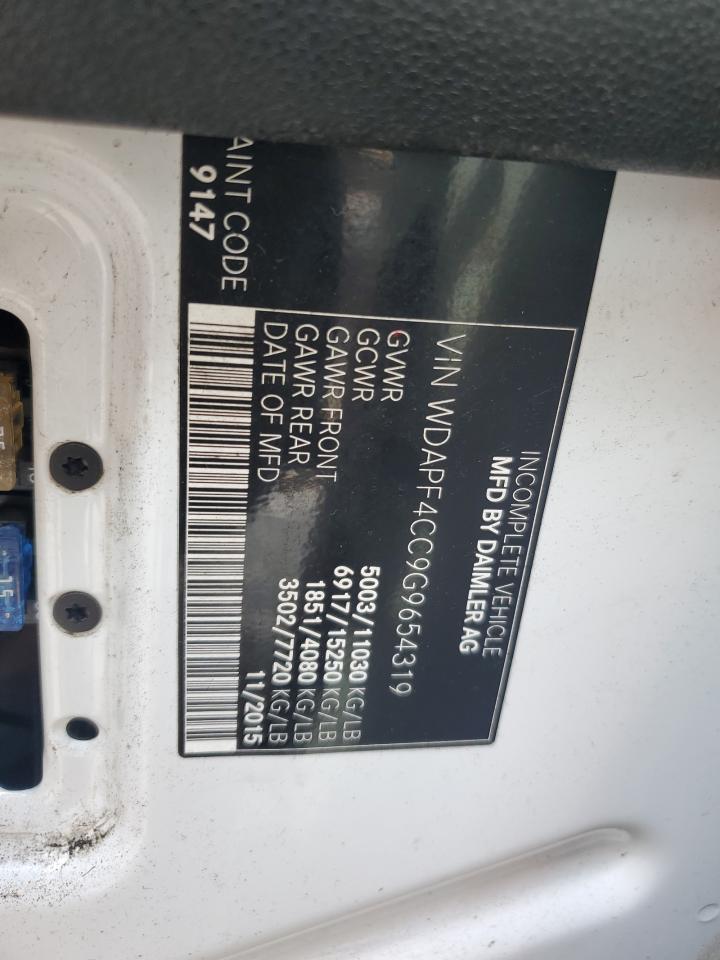 INCOMPLETE VEHICLE
MFD BY DAIMLER AG
VIN WDAPF4CC9G9654319
GVWR 5003/11030 KG/LB
GCWR 6917/15250 KG/LB
GAWR FRONT 1851/4080 KG/LB
GAWR REAR 3502/7720 KG/LB
DATE OF MFD 11/2015
AINT CODE
9147
15